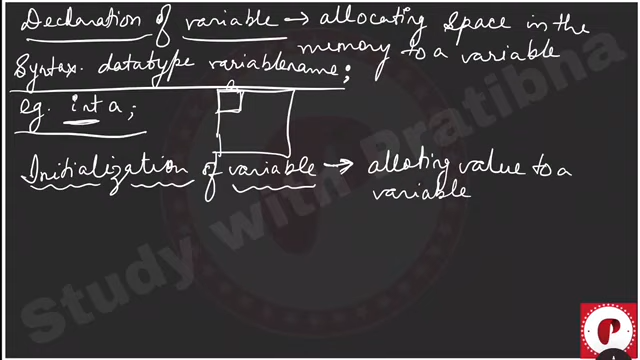 Declaration of variable → allocating space in the
memory to a variable
Syntax. datatype variablename;
eg. int a;
a
Initialization of variable → alloting value to a
variable
Study with Pratibha